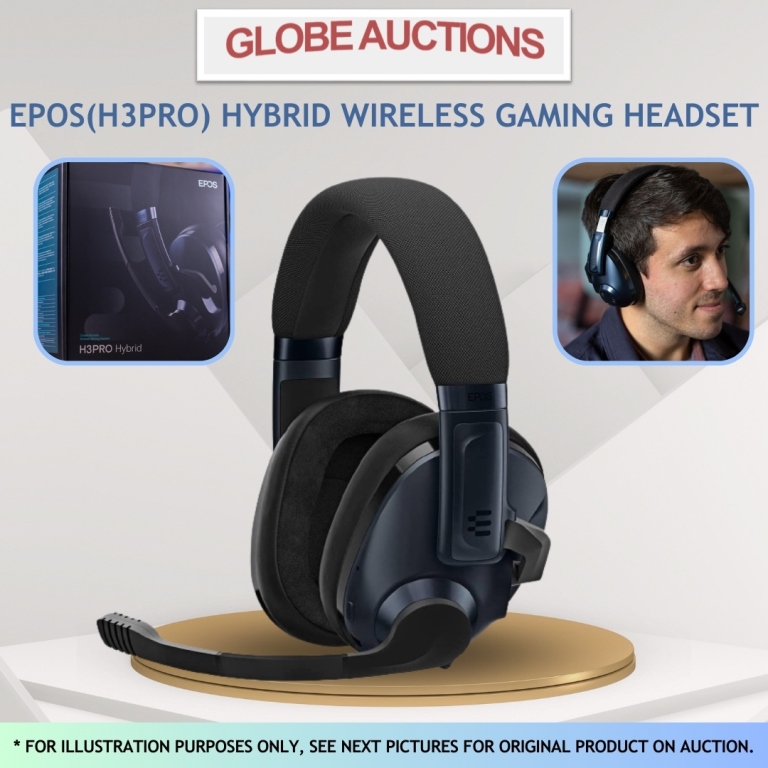 GLOBE AUCTIONS
EPOS(H3PRO) HYBRID WIRELESS GAMING HEADSET
EPOS
H3PRO Hybrid
EPOS
* FOR ILLUSTRATION PURPOSES ONLY, SEE NEXT PICTURES FOR ORIGINAL PRODUCT ON AUCTION.